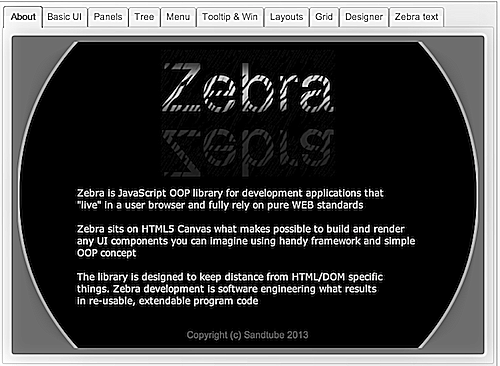 About Basic UI Panels Tree Menu Tooltip & Win Layouts Grid Designer Zebra text
Zebra
Zebra
Zebra is JavaScript OOP library for development applications that
"live" in a user browser and fully rely on pure WEB standards
Zebra sits on HTML5 Canvas what makes possible to build and render
any UI components you can imagine using handy framework and simple
OOP concept
The library is designed to keep distance from HTML/DOM specific
things. Zebra development is software engineering what results
in re-usable, extendable program code
Copyright (c) Sandtube 2013